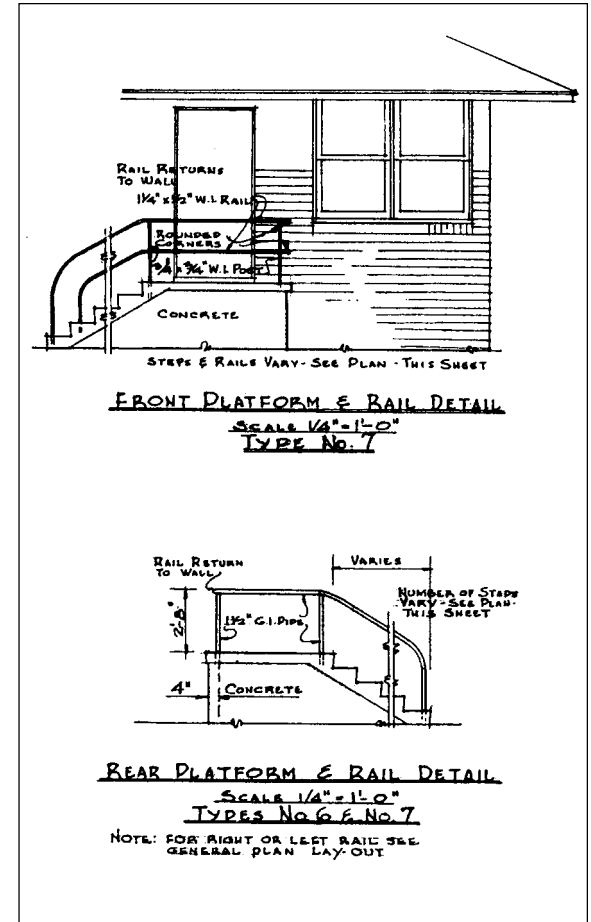 RAIL RETURNS
TO WALL
1¼" x ½" W.I. RAIL
ROUNDED
CORNERS
¾" W.I. POST
CONCRETE
STEPS & RAILS VARY - SEE PLAN - THIS SHEET
FRONT PLATFORM & RAIL DETAIL
SCALE 1/4" = 1'-0"
TYPE NO. 7
RAIL RETURN
TO WALL
VARIES
NUMBER OF STEPS
VARY - SEE PLAN -
THIS SHEET
2'-8"
1½" G.I. PIPE
4"
CONCRETE
REAR PLATFORM & RAIL DETAIL
SCALE 1/4" = 1'-0"
TYPES NO. 6 & NO. 7
NOTE: FOR RIGHT OR LEFT RAIL SEE
GENERAL PLAN LAY-OUT